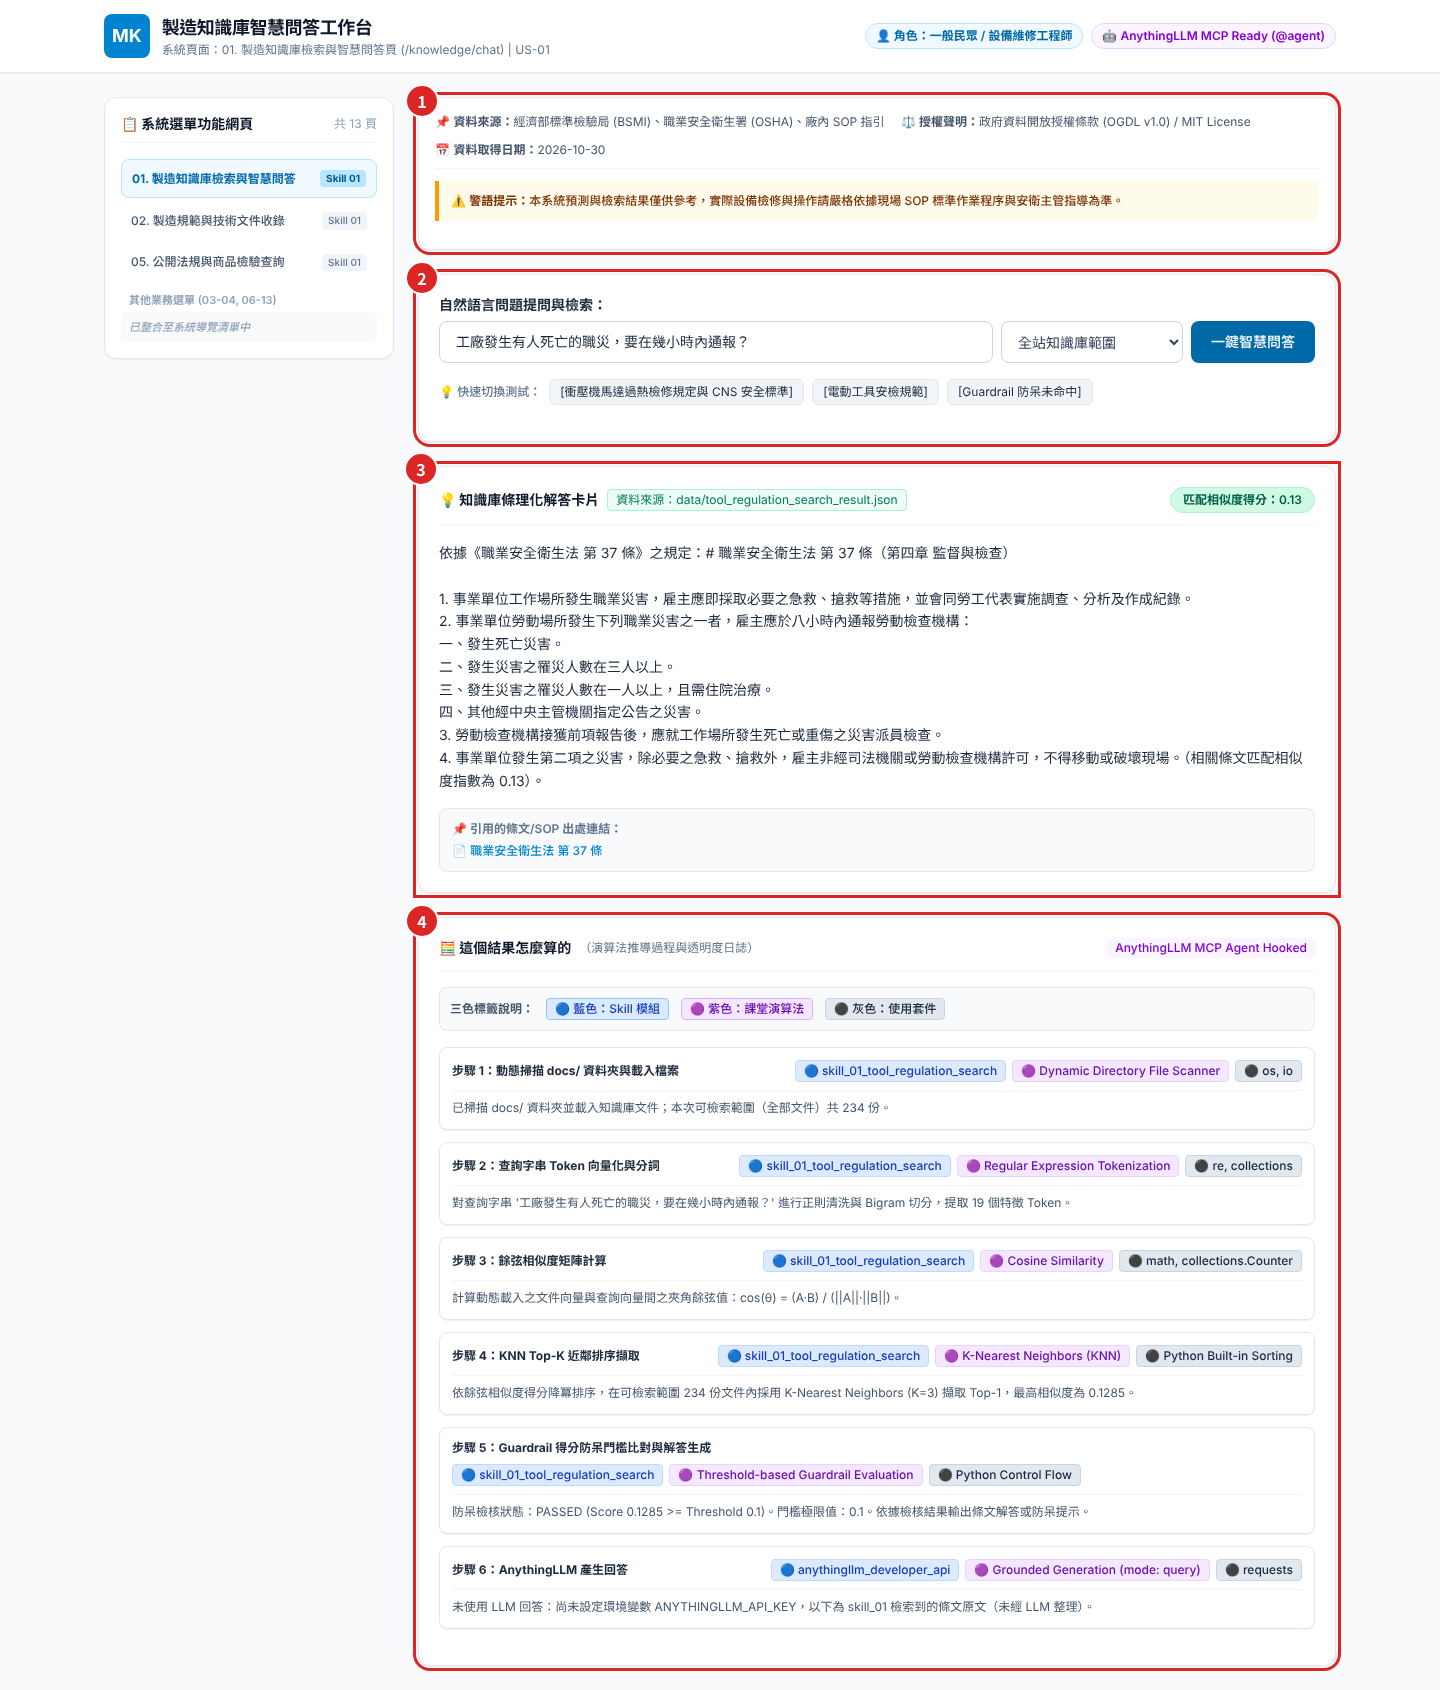 MK
製造知識庫智慧問答工作台
系統頁面：01. 製造知識庫檢索與智慧問答頁 (/knowledge/chat) | US-01
👤 角色：一般民眾 / 設備維修工程師
🤖 AnythingLLM MCP Ready (@agent)
📋 系統選單功能網頁
共 13 頁
01. 製造知識庫檢索與智慧問答
Skill 01
02. 製造規範與技術文件收錄
Skill 01
05. 公開法規與商品檢驗查詢
Skill 01
其他業務選單 (03-04, 06-13)
已整合至系統導覽清單中
1
📌 資料來源：經濟部標準檢驗局 (BSMI)、職業安全衛生署 (OSHA)、廠內 SOP 指引
⚖️ 授權聲明：政府資料開放授權條款 (OGDL v1.0) / MIT License
📅 資料取得日期：2026-10-30
⚠️ 警語提示：本系統預測與檢索結果僅供參考，實際設備檢修與操作請嚴格依據現場 SOP 標準作業程序與安衛主管指導為準。
2
自然語言問題提問與檢索：
工廠發生有人死亡的職災，要在幾小時內通報？
全站知識庫範圍
一鍵智慧問答
💡 快速切換測試：
[衝壓機馬達過熱檢修規定與 CNS 安全標準]
[電動工具安檢規範]
[Guardrail 防呆未命中]
3
💡 知識庫條理化解答卡片
資料來源：data/tool_regulation_search_result.json
匹配相似度得分：0.13
依據《職業安全衛生法 第 37 條》之規定：# 職業安全衛生法 第 37 條（第四章 監督與檢查）
1. 事業單位工作場所發生職業災害，雇主應即採取必要之急救、搶救等措施，並會同勞工代表實施調查、分析及作成紀錄。
2. 事業單位勞動場所發生下列職業災害之一者，雇主應於八小時內通報勞動檢查機構：
一、發生死亡災害。
二、發生災害之罹災人數在三人以上。
三、發生災害之罹災人數在一人以上，且需住院治療。
四、其他經中央主管機關指定公告之災害。
3. 勞動檢查機構接獲前項報告後，應就工作場所發生死亡或重傷之災害派員檢查。
4. 事業單位發生第二項之災害，除必要之急救、搶救外，雇主非經司法機關或勞動檢查機構許可，不得移動或破壞現場。（相關條文匹配相似
度指數為 0.13）。
📌 引用的條文/SOP 出處連結：
📄 職業安全衛生法 第 37 條
4
🧮 這個結果怎麼算的
（演算法推導過程與透明度日誌）
AnythingLLM MCP Agent Hooked
三色標籤說明：
🔵 藍色：Skill 模組
🟣 紫色：課堂演算法
⚫ 灰色：使用套件
步驟 1：動態掃描 docs/ 資料夾與載入檔案
🔵 skill_01_tool_regulation_search
🟣 Dynamic Directory File Scanner
⚫ os, io
已掃描 docs/ 資料夾並載入知識庫文件；本次可檢索範圍（全部文件）共 234 份。
步驟 2：查詢字串 Token 向量化與分詞
🔵 skill_01_tool_regulation_search
🟣 Regular Expression Tokenization
⚫ re, collections
對查詢字串 '工廠發生有人死亡的職災，要在幾小時內通報？' 進行正則清洗與 Bigram 切分，提取 19 個特徵 Token。
步驟 3：餘弦相似度矩陣計算
🔵 skill_01_tool_regulation_search
🟣 Cosine Similarity
⚫ math, collections.Counter
計算動態載入之文件向量與查詢向量間之夾角餘弦值：cos(θ) = (A·B) / (||A||·||B||)。
步驟 4：KNN Top-K 近鄰排序擷取
🔵 skill_01_tool_regulation_search
🟣 K-Nearest Neighbors (KNN)
⚫ Python Built-in Sorting
依餘弦相似度得分降冪排序，在可檢索範圍 234 份文件內採用 K-Nearest Neighbors (K=3) 擷取 Top-1，最高相似度為 0.1285。
步驟 5：Guardrail 得分防呆門檻比對與解答生成
🔵 skill_01_tool_regulation_search
🟣 Threshold-based Guardrail Evaluation
⚫ Python Control Flow
防呆檢核狀態：PASSED (Score 0.1285 >= Threshold 0.1)。門檻極限值：0.1。依據檢核結果輸出條文解答或防呆提示。
步驟 6：AnythingLLM 產生回答
🔵 anythingllm_developer_api
🟣 Grounded Generation (mode: query)
⚫ requests
未使用 LLM 回答：尚未設定環境變數 ANYTHINGLLM_API_KEY，以下為 skill_01 檢索到的條文原文（未經 LLM 整理）。